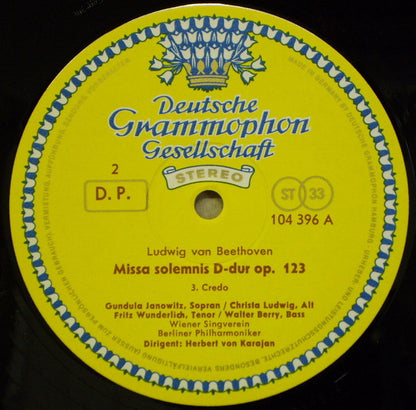 Deutsche
Grammophon
Gesellschaft
STEREO
2
D. P.
ST 33
104 396 A
Ludwig van Beethoven
Missa solemnis D-dur op. 123
3. Credo
Gundula Janowitz, Sopran / Christa Ludwig, Alt
Fritz Wunderlich, Tenor / Walter Berry, Bass
Wiener Singverein
Berliner Philharmoniker
Dirigent: Herbert von Karajan
MADE IN GERMANY BY DEUTSCHE GRAMMOPHON HAMBURG